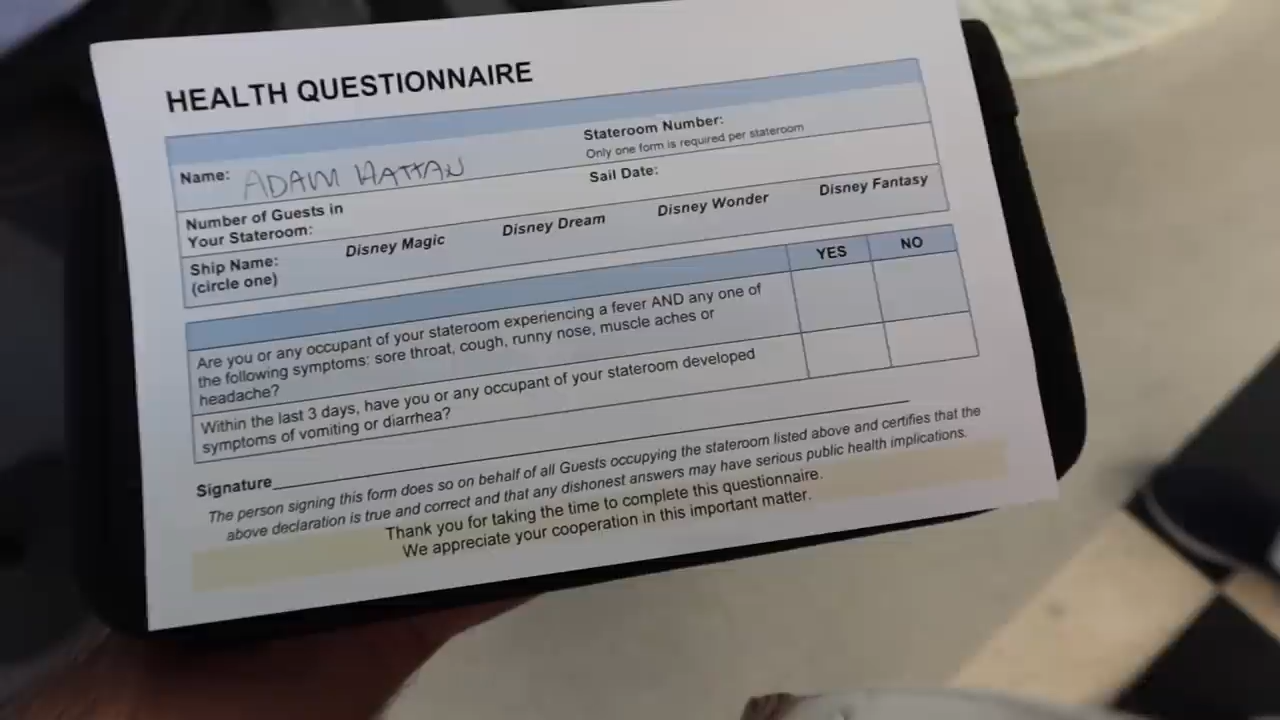 HEALTH QUESTIONNAIRE
Name: ADAM HATTAN
Stateroom Number:
Only one form is required per stateroom
Number of Guests in
Your Stateroom:
Sail Date:
Ship Name:
(circle one)
Disney Magic Disney Dream Disney Wonder Disney Fantasy
YES NO
Are you or any occupant of your stateroom experiencing a fever AND any one of
the following symptoms: sore throat, cough, runny nose, muscle aches or
headache?
Within the last 3 days, have you or any occupant of your stateroom developed
symptoms of vomiting or diarrhea?
Signature
The person signing this form does so on behalf of all Guests occupying the stateroom listed above and certifies that the
above declaration is true and correct and that any dishonest answers may have serious public health implications.
Thank you for taking the time to complete this questionnaire.
We appreciate your cooperation in this important matter.